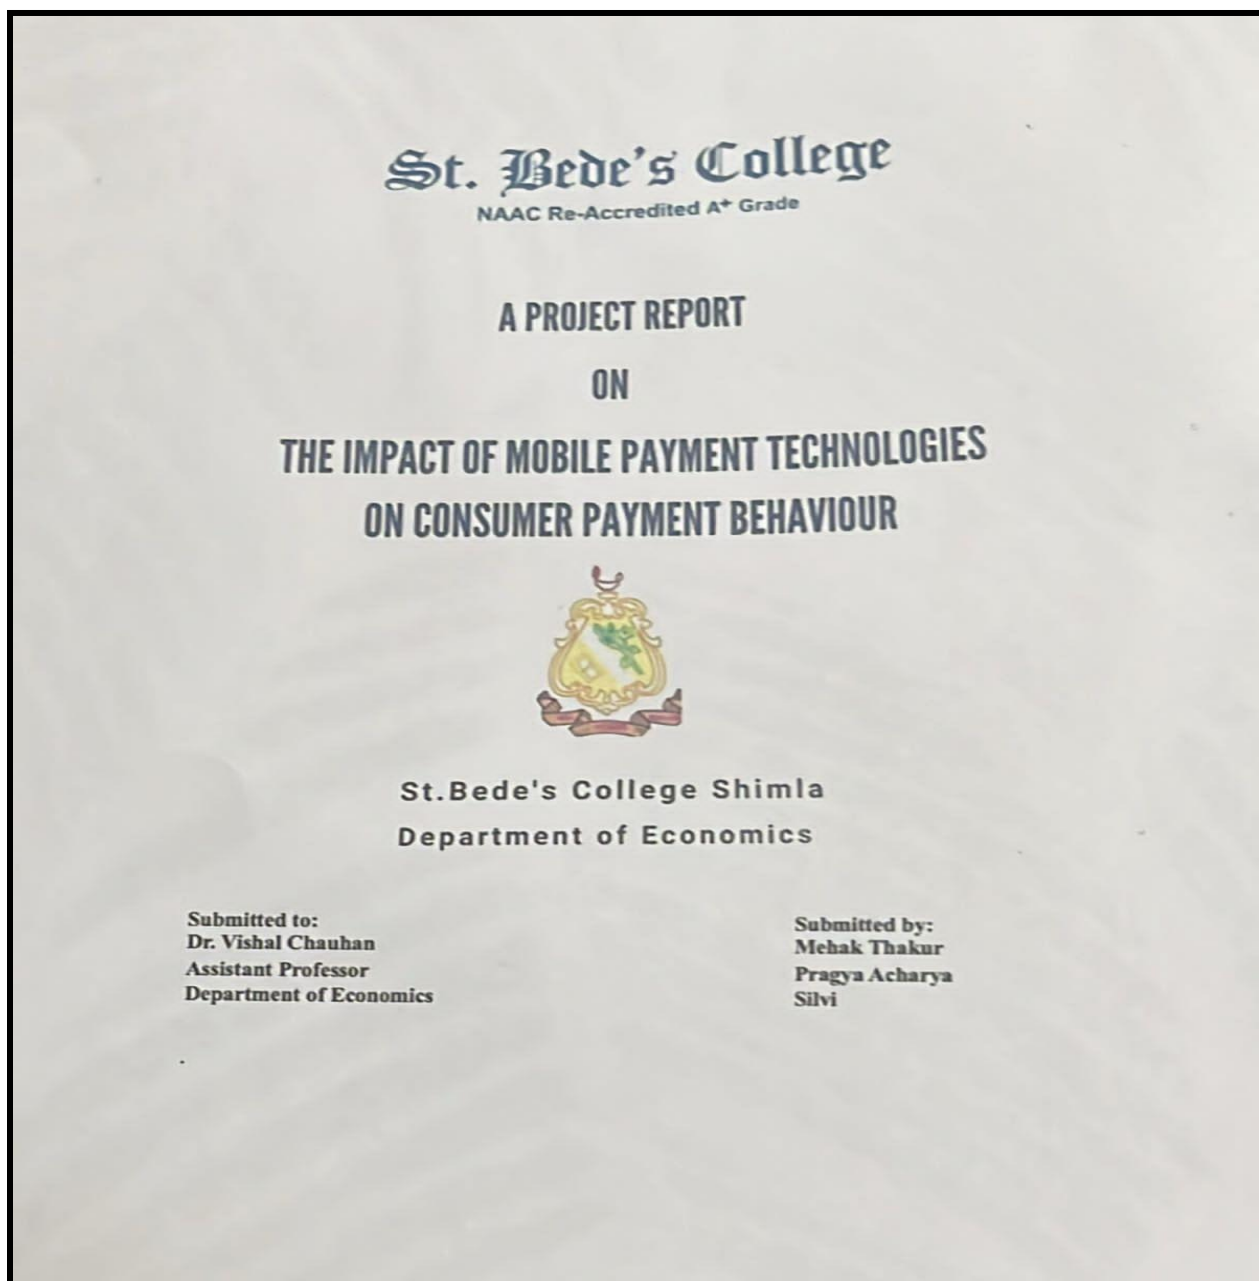 St. Bede's College
NAAC Re-Accredited A+ Grade
A PROJECT REPORT
ON
THE IMPACT OF MOBILE PAYMENT TECHNOLOGIES
ON CONSUMER PAYMENT BEHAVIOUR
St.Bede's College Shimla
Department of Economics
Submitted to:
Dr. Vishal Chauhan
Assistant Professor
Department of Economics
Submitted by:
Mehak Thakur
Pragya Acharya
Silvi